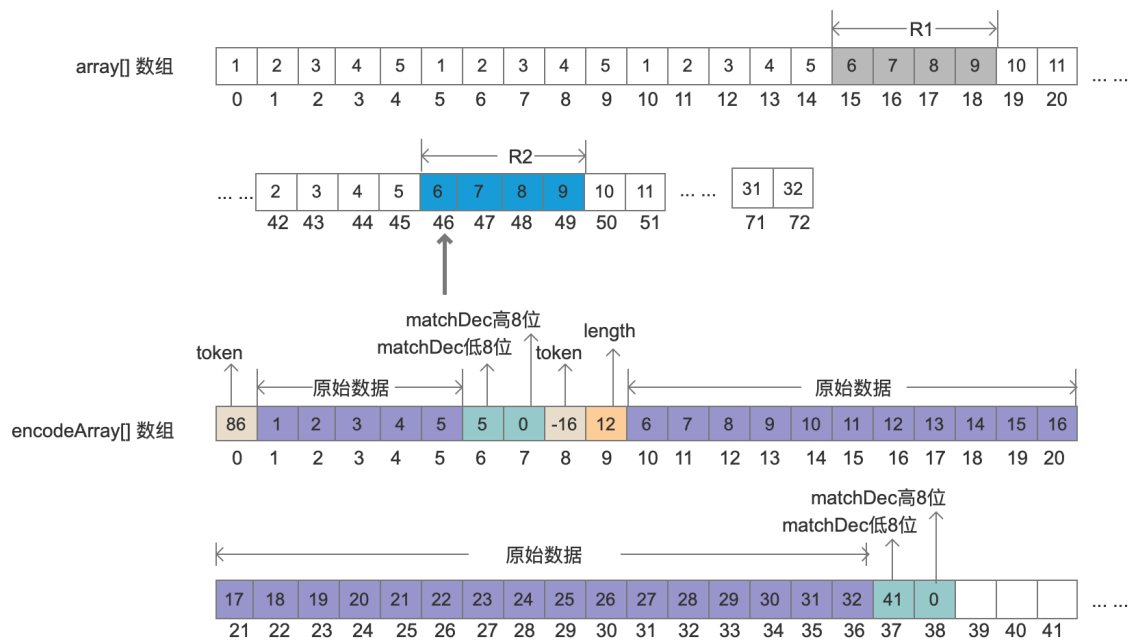 R1
array[] 数组 1 2 3 4 5 1 2 3 4 5 1 2 3 4 5 6 7 8 9 10 11 ... ...
0 1 2 3 4 5 6 7 8 9 10 11 12 13 14 15 16 17 18 19 20
R2
... ... 2 3 4 5 6 7 8 9 10 11 ... ... 31 32
42 43 44 45 46 47 48 49 50 51 71 72
matchDec高8位
length
matchDec低8位 token
token
原始数据 原始数据
encodeArray[] 数组 86 1 2 3 4 5 5 0 -16 12 6 7 8 9 10 11 12 13 14 15 16
0 1 2 3 4 5 6 7 8 9 10 11 12 13 14 15 16 17 18 19 20
matchDec高8位
matchDec低8位
原始数据
17 18 19 20 21 22 23 24 25 26 27 28 29 30 31 32 41 0 ... ...
21 22 23 24 25 26 27 28 29 30 31 32 33 34 35 36 37 38 39 40 41